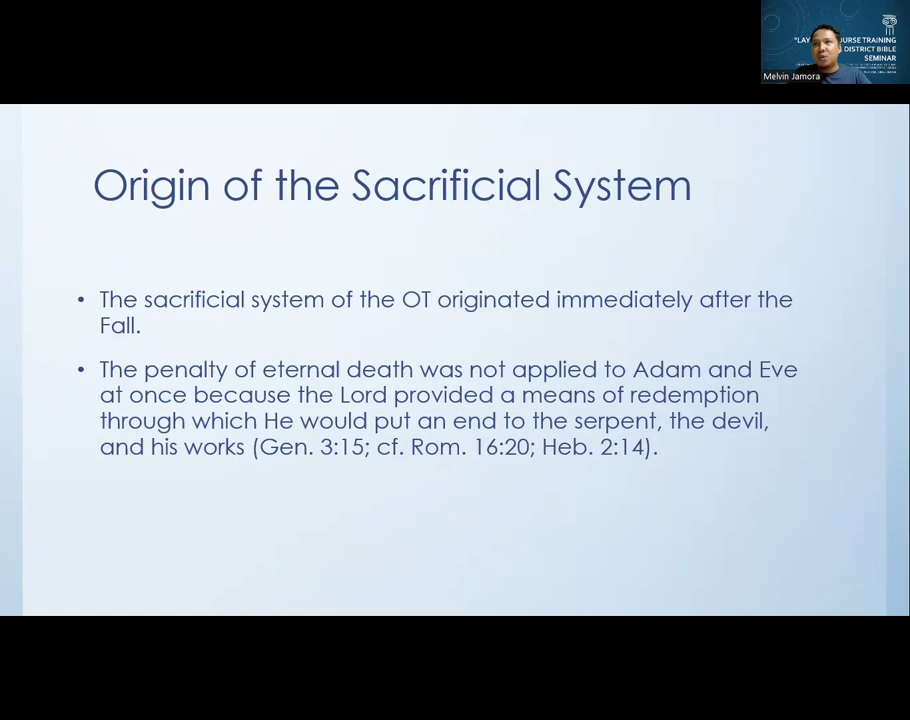 "LAY
URSE TRAINING
DISTRICT BIBLE
SEMINAR
Melvin Jamora
Origin of the Sacrificial System
• The sacrificial system of the OT originated immediately after the
Fall.
• The penalty of eternal death was not applied to Adam and Eve
at once because the Lord provided a means of redemption
through which He would put an end to the serpent, the devil,
and his works (Gen. 3:15; cf. Rom. 16:20; Heb. 2:14).